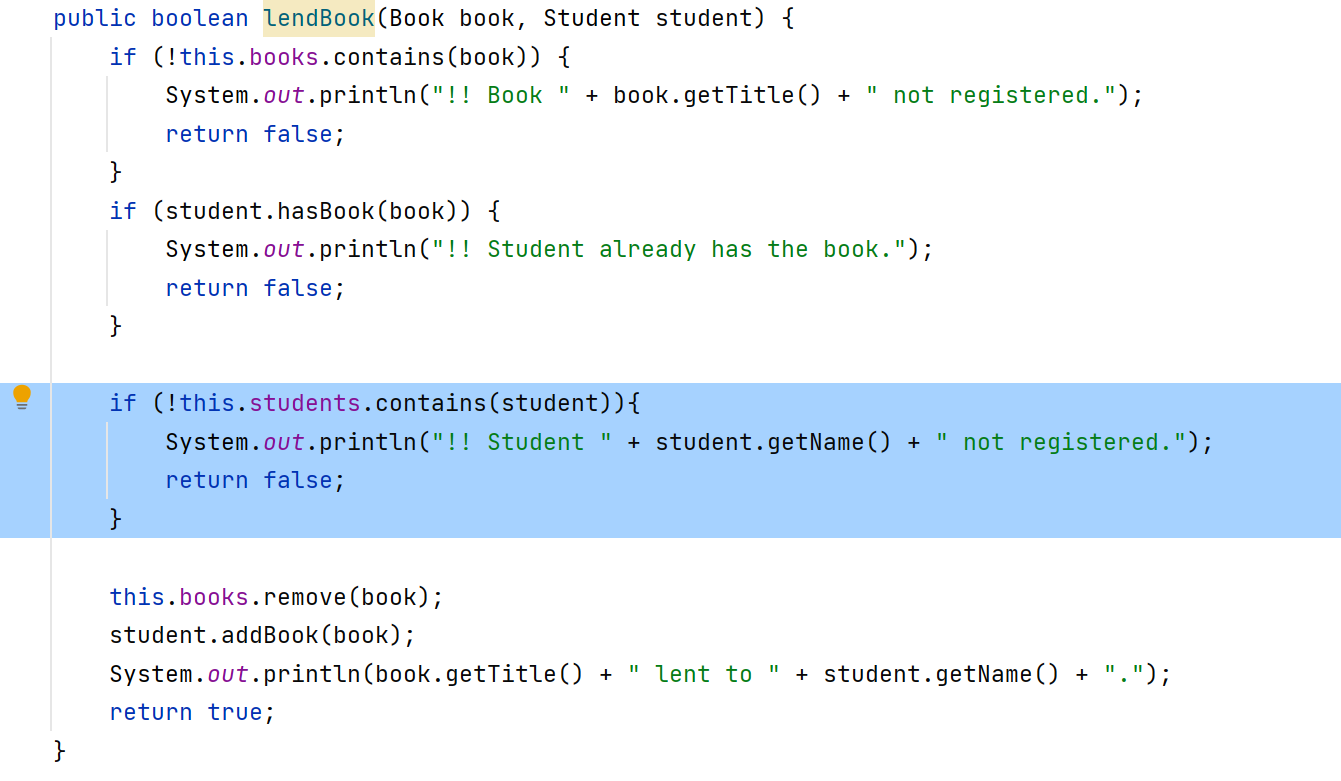 public boolean lendBook(Book book, Student student) {
if (!this.books.contains(book)) {
System.out.println("!! Book " + book.getTitle() + " not registered.");
return false;
}
if (student.hasBook(book)) {
System.out.println("!! Student already has the book.");
return false;
}
if (!this.students.contains(student)){
System.out.println("!! Student " + student.getName() + " not registered.");
return false;
}
this.books.remove(book);
student.addBook(book);
System.out.println(book.getTitle() + " lent to " + student.getName() + ".");
return true;
}